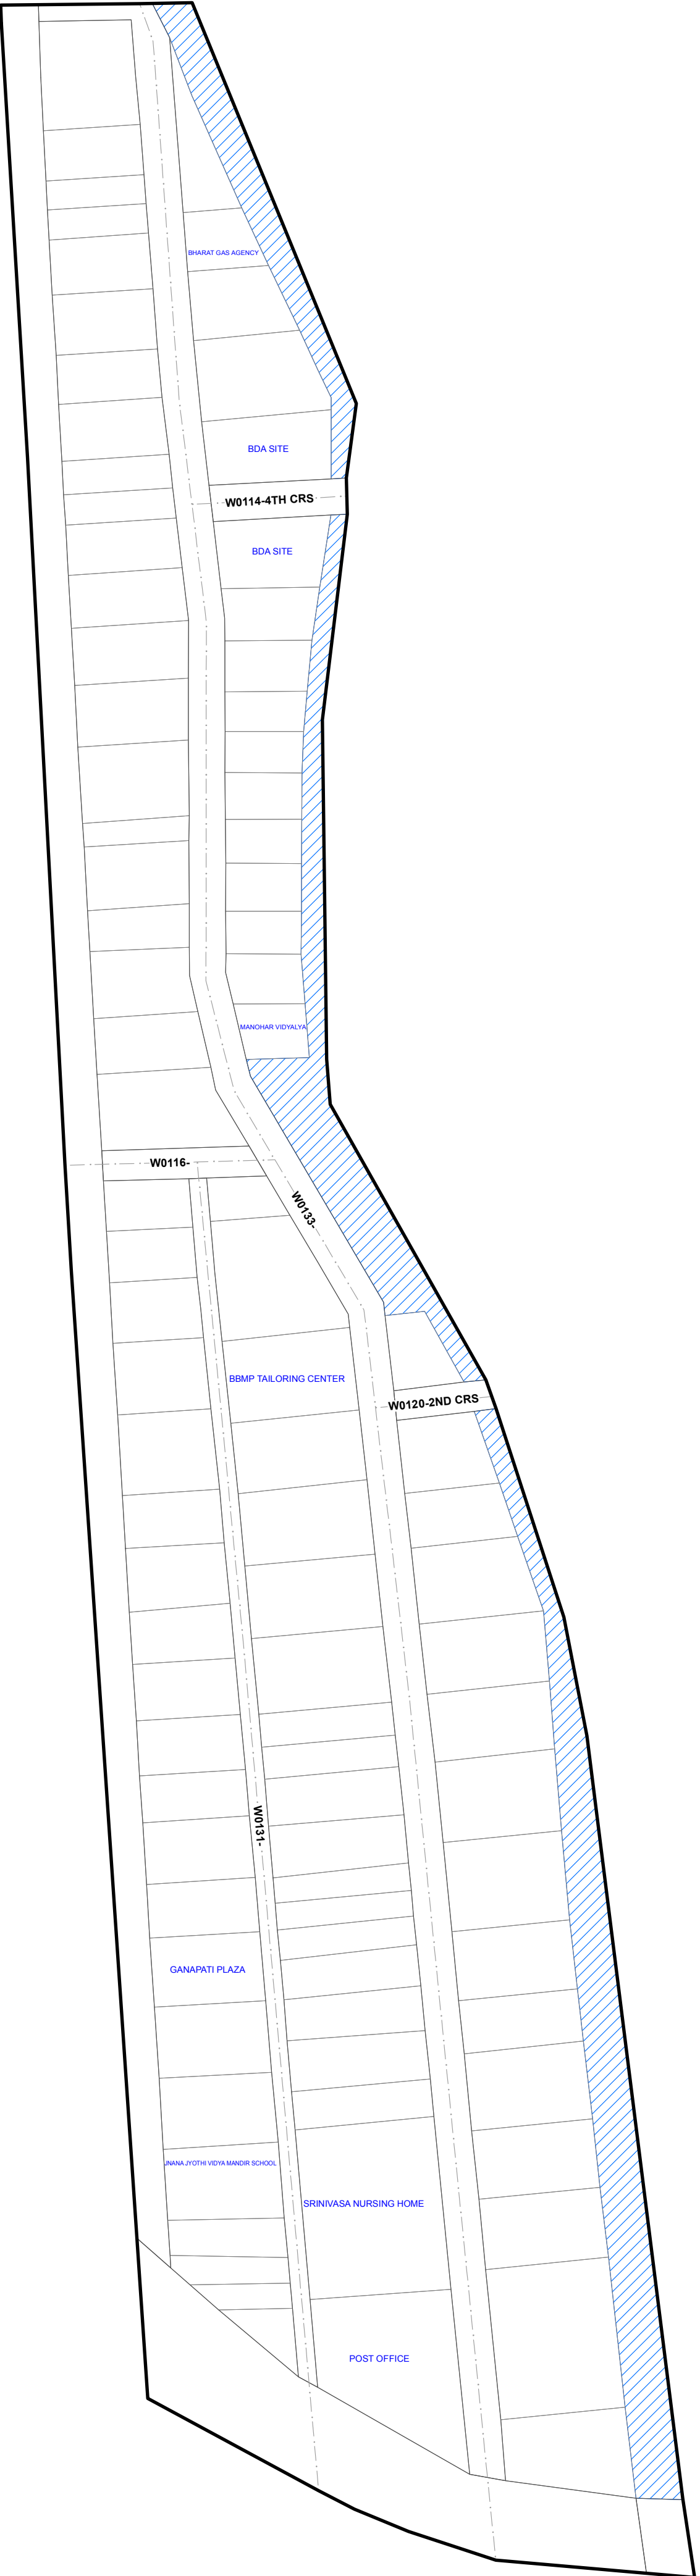 BHARAT GAS AGENCY
BDA SITE
W0114-4TH CRS
BDA SITE
MANOHAR VIDYALYA
W0116-
W0133-
BBMP TAILORING CENTER
W0120-2ND CRS
W0131-
GANAPATI PLAZA
JNANA JYOTHI VIDYA MANDIR SCHOOL
SRINIVASA NURSING HOME
POST OFFICE